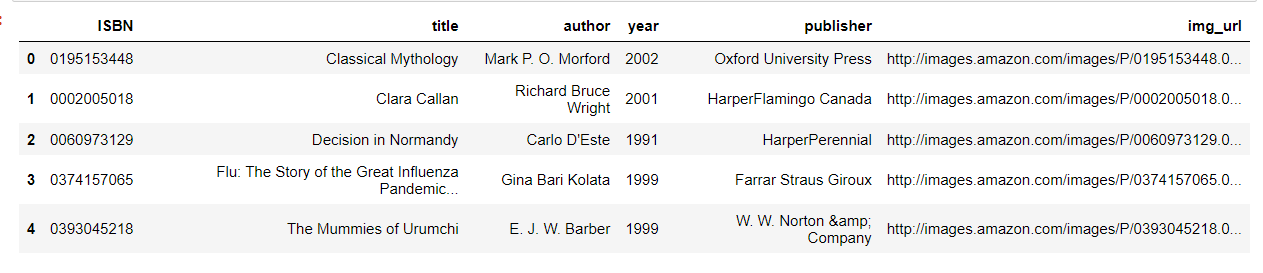 ISBN title author year publisher img_url
0 0195153448 Classical Mythology Mark P. O. Morford 2002 Oxford University Press http://images.amazon.com/images/P/0195153448.0...
1 0002005018 Clara Callan Richard Bruce Wright 2001 HarperFlamingo Canada http://images.amazon.com/images/P/0002005018.0...
2 0060973129 Decision in Normandy Carlo D'Este 1991 HarperPerennial http://images.amazon.com/images/P/0060973129.0...
3 0374157065 Flu: The Story of the Great Influenza Pandemic... Gina Bari Kolata 1999 Farrar Straus Giroux http://images.amazon.com/images/P/0374157065.0...
4 0393045218 The Mummies of Urumchi E. J. W. Barber 1999 W. W. Norton &amp; Company http://images.amazon.com/images/P/0393045218.0...